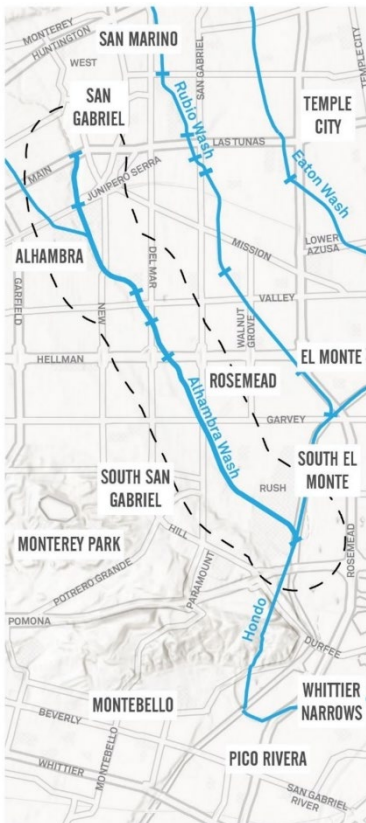 MONTEREY
HUNTINGTON
SAN MARINO
WEST
SAN GABRIEL
TEMPLE CITY
SAN
GABRIEL
Rubio Wash
TEMPLE
CITY
LAS TUNAS
MAIN
JUNIPERO SERRA
Eaton Wash
LOWER
AZUSA
MISSION
ALHAMBRA
DEL MAR
GARFIELD
NEW
VALLEY
WALNUT
GROVE
HELLMAN
EL MONTE
ROSEMEAD
Alhambra Wash
GARVEY
SOUTH SAN
GABRIEL
SOUTH EL
MONTE
RUSH
MONTEREY PARK
HILL
ROSEMEAD
POTRERO GRANDE
PARAMOUNT
POMONA
Hondo
DURFEE
MONTEBELLO
WHITTIER
NARROWS
BEVERLY
MONTEBELLO
WHITTIER
PICO RIVERA
SAN GABRIEL
RIVER